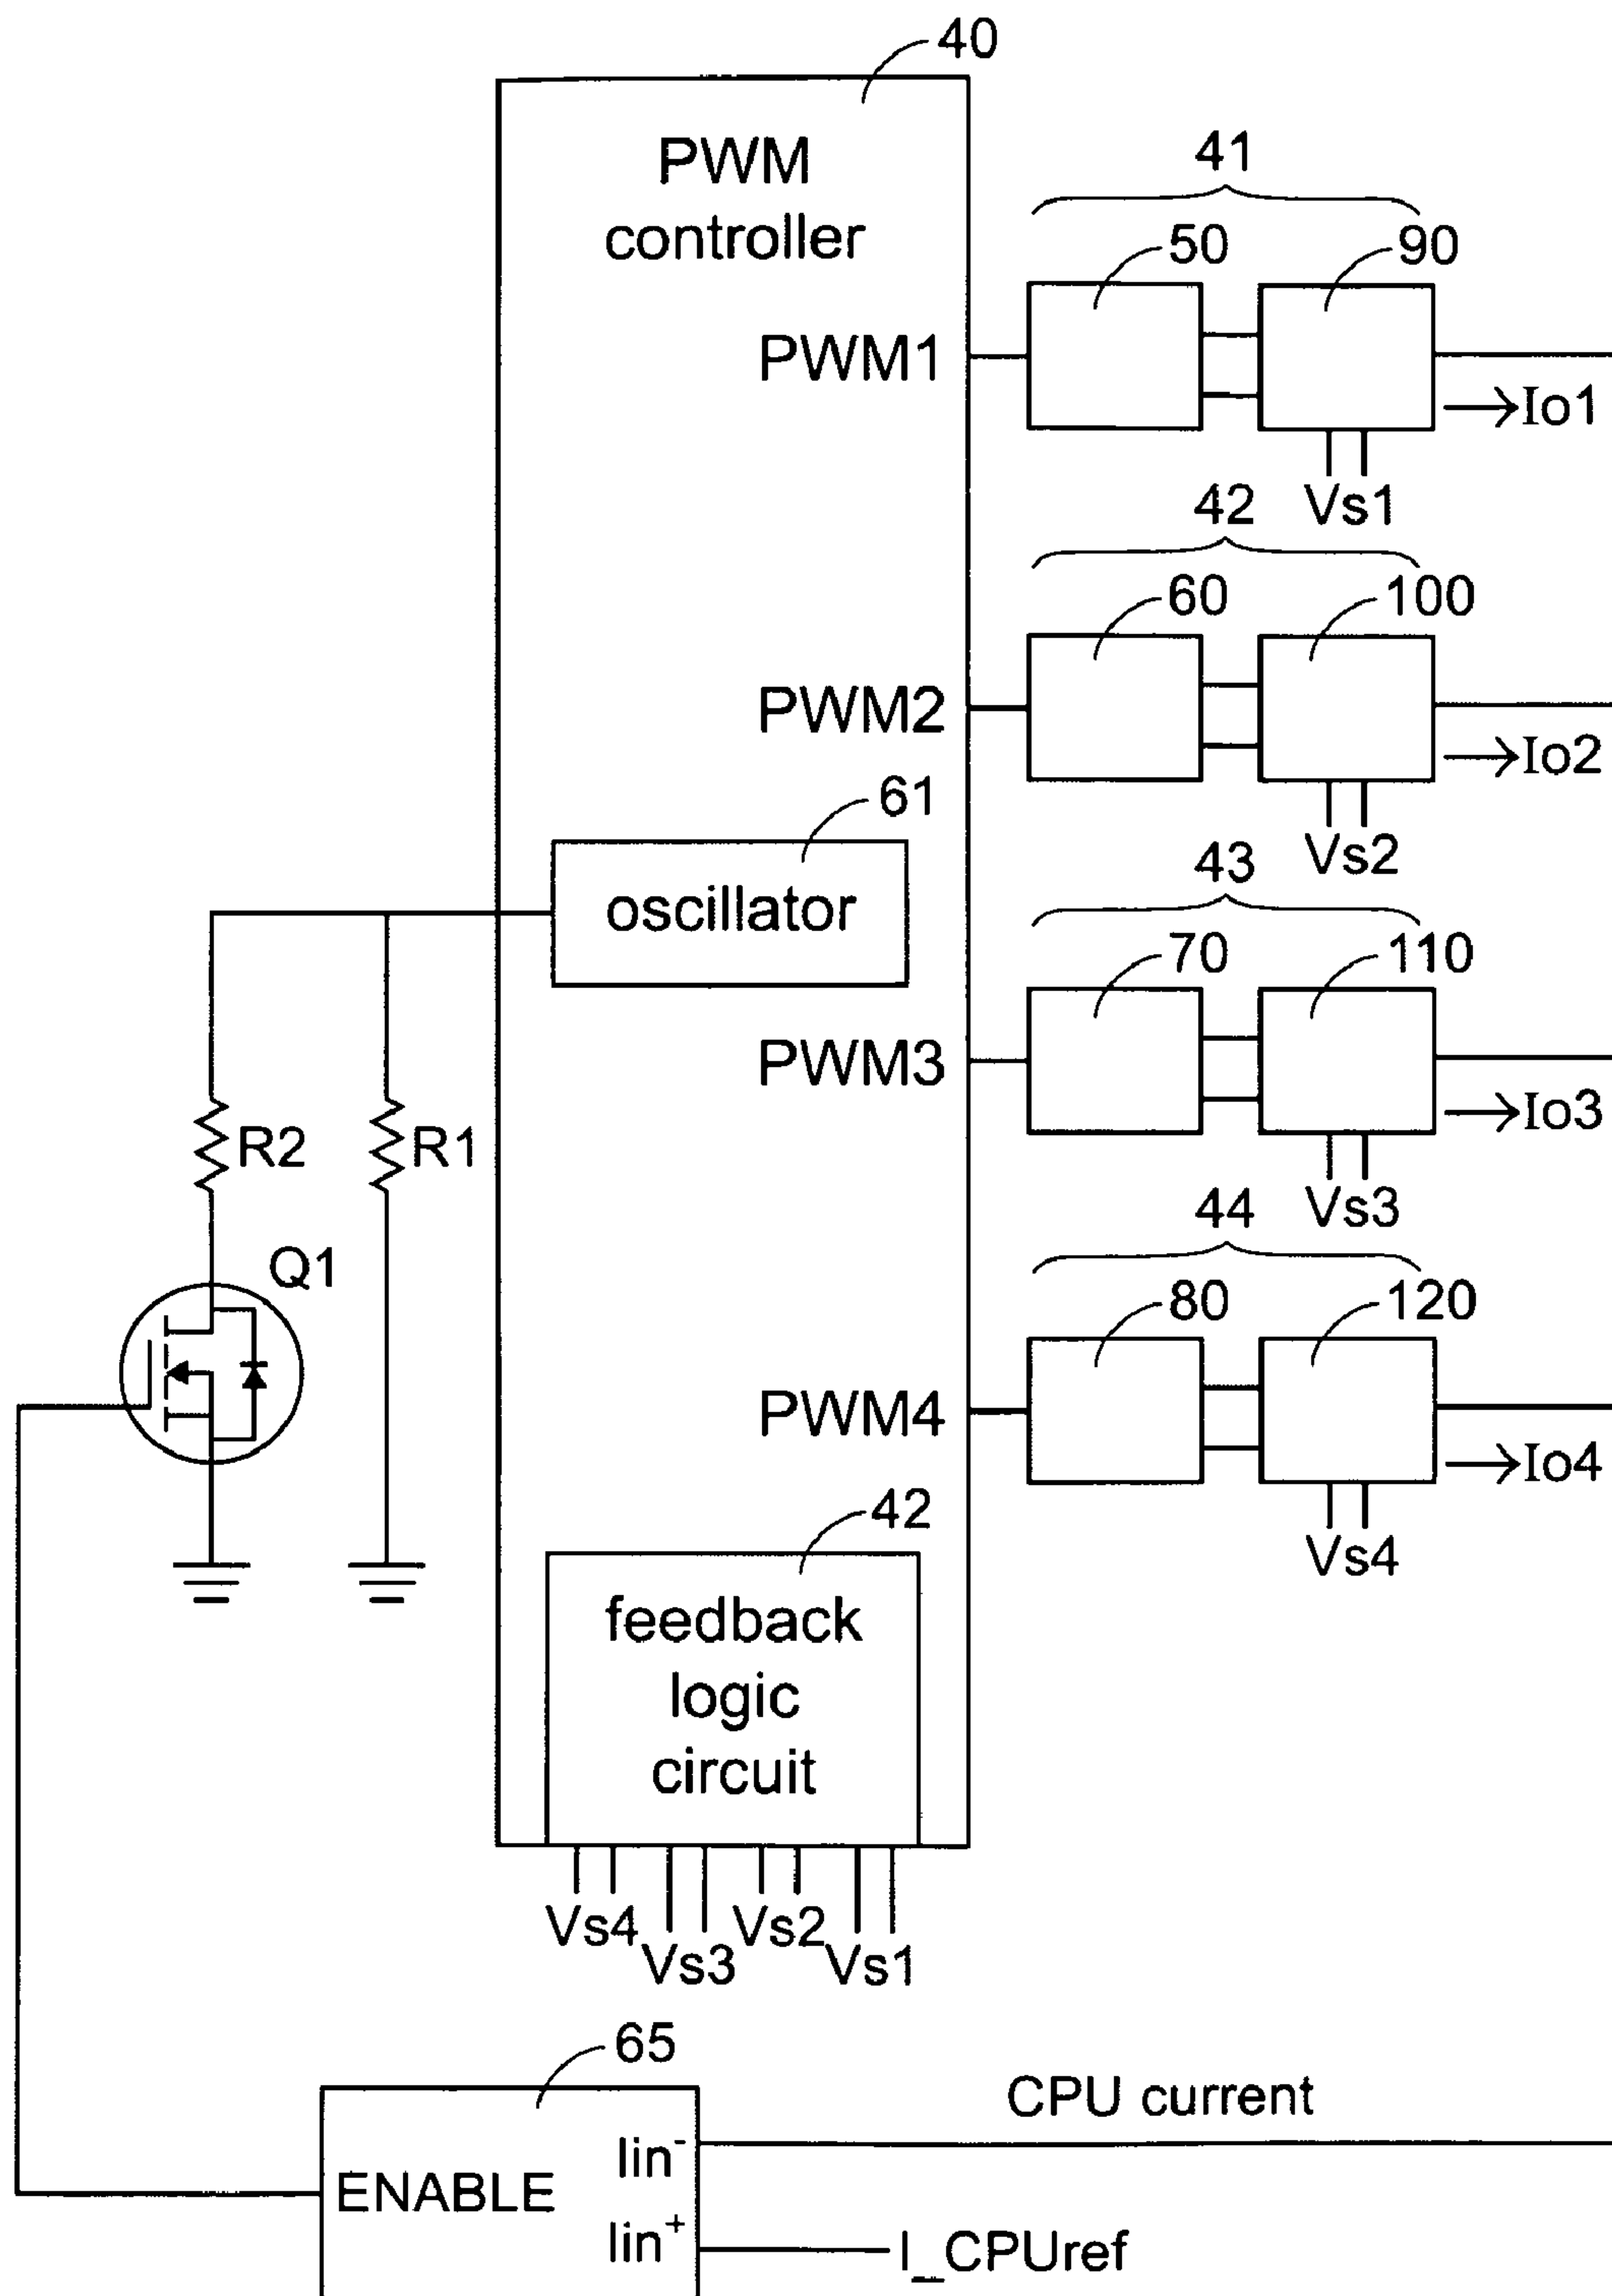 40
PWM
controller
41
50
90
PWM1
Io1
Vs1
42
60
100
PWM2
Io2
Vs2
61
oscillator
43
70
110
PWM3
Io3
Vs3
R2
R1
Q1
44
80
120
PWM4
Io4
Vs4
42
feedback
logic
circuit
Vs4
Vs3
Vs2
Vs1
65
CPU current
Iin-
ENABLE
Iin+
I_CPUref